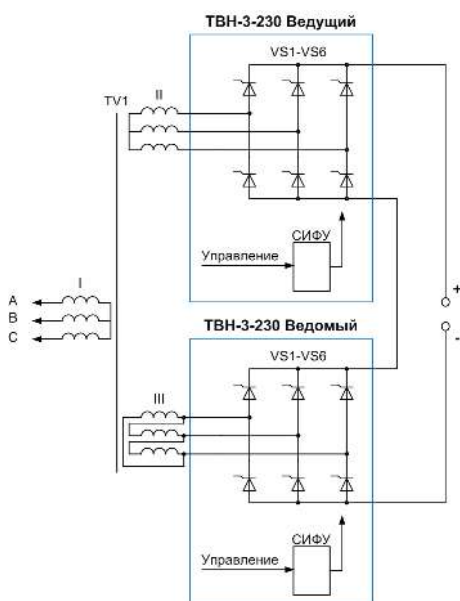 ТВН-3-230 Ведущий
VS1-VS6
TV1
II
СИФУ
Управление
I
A
B
C
+
-
ТВН-3-230 Ведомый
VS1-VS6
III
СИФУ
Управление